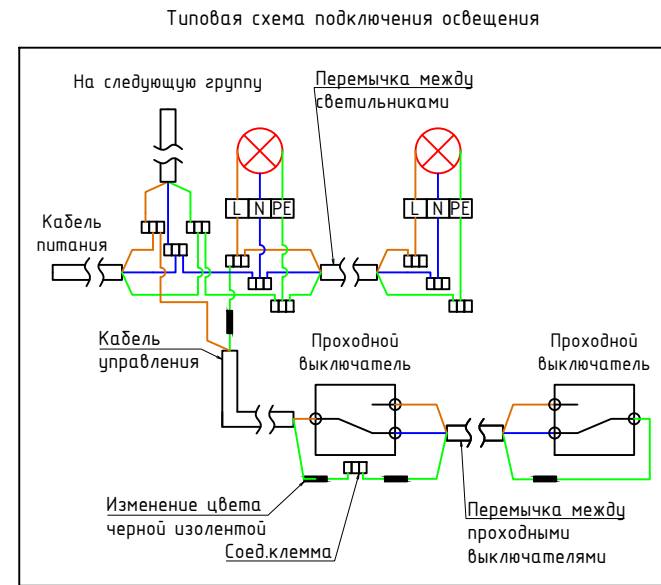 Типовая схема подключения освещения
На следующую группу
Перемычка между
светильниками
L N PE
L N PE
Кабель
питания
Кабель
управления
Проходной
выключатель
Проходной
выключатель
Изменение цвета
черной изолентой
Соед.клемма
Перемычка между
проходными
выключателями